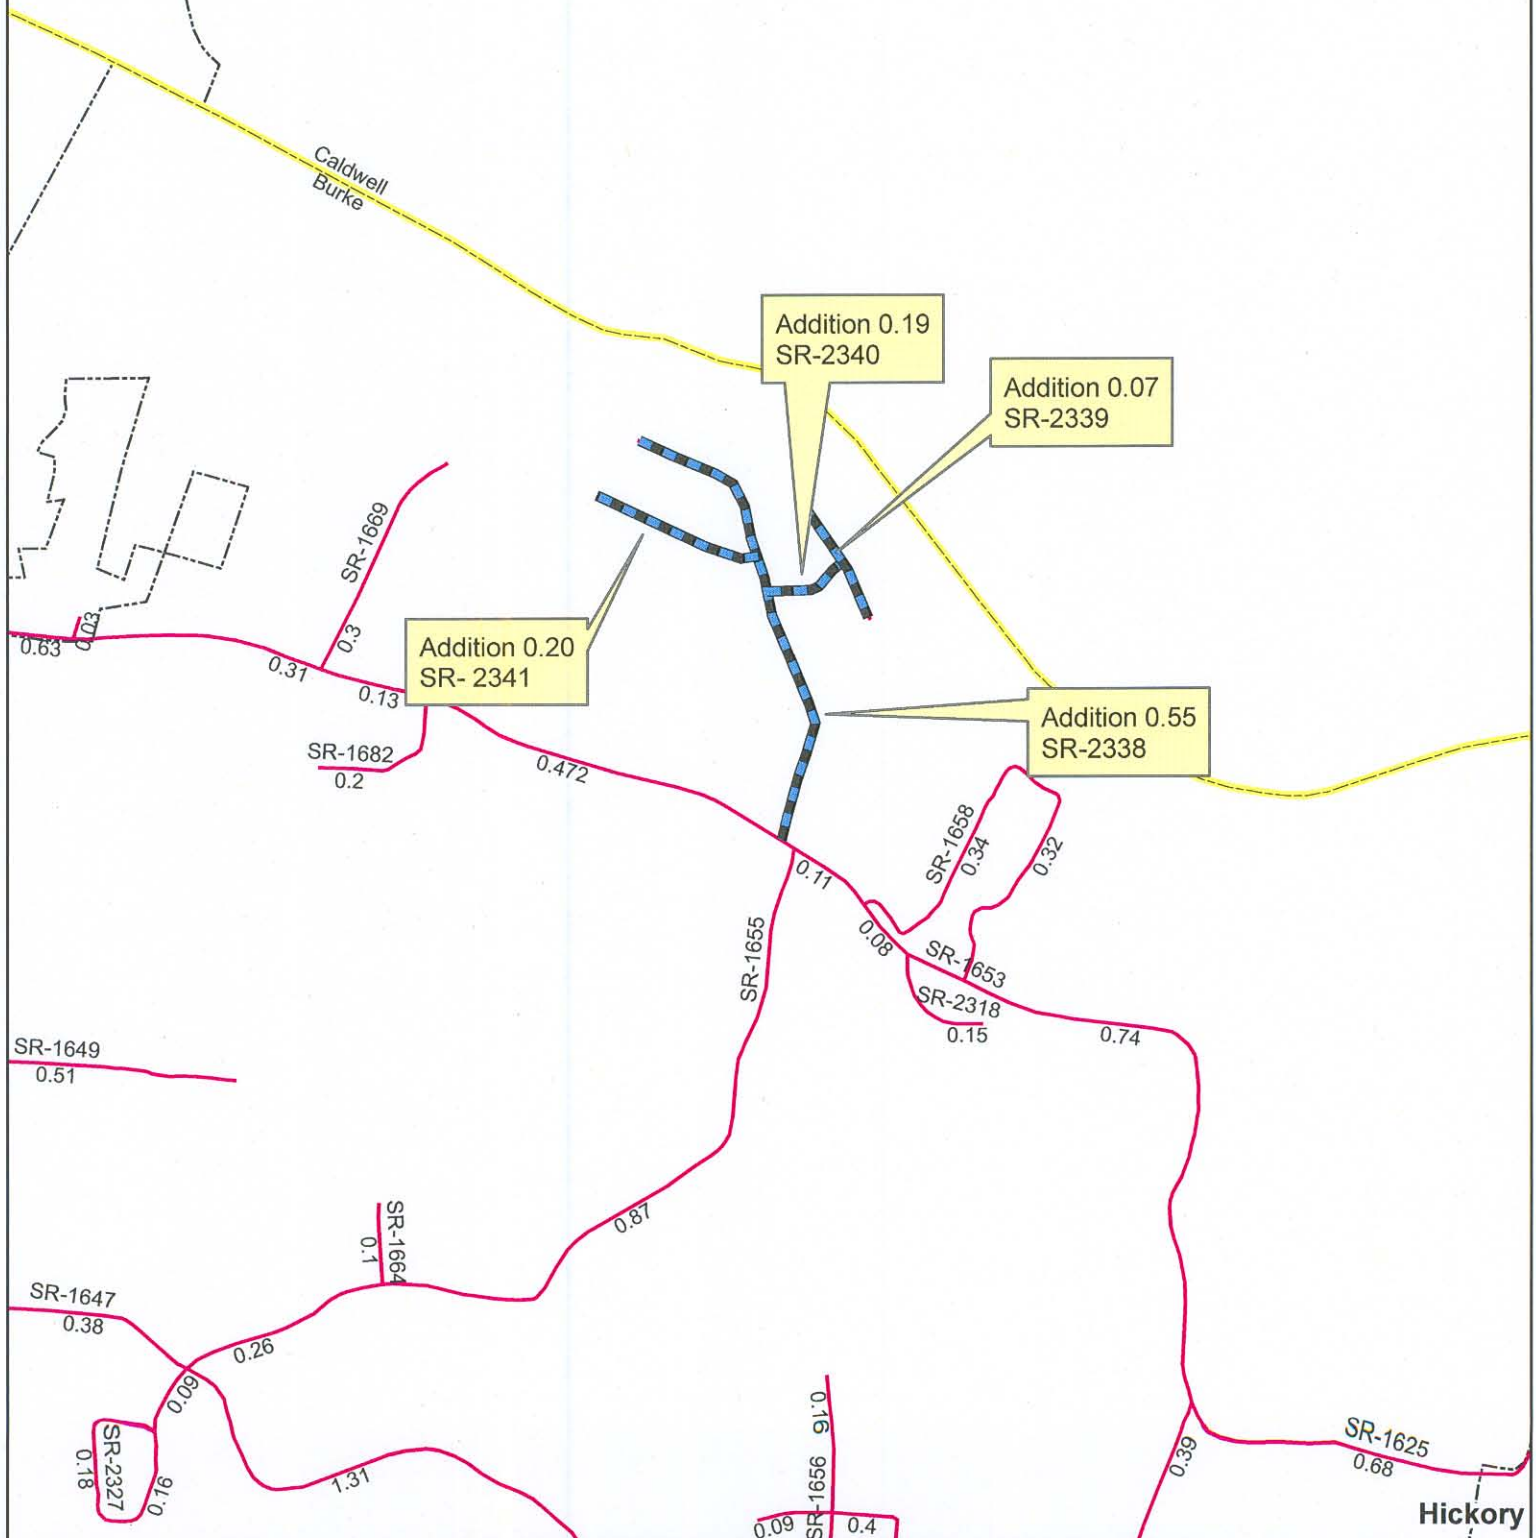 Caldwell
Burke
Addition 0.19
SR-2340
Addition 0.07
SR-2339
SR-1669
0.3
0.03
0.63
0.31
0.13
Addition 0.20
SR- 2341
Addition 0.55
SR-2338
SR-1682
0.2
0.472
SR-1658
0.34
0.32
0.11
0.08
SR-1655
SR-1653
SR-2318
0.15
0.74
SR-1649
0.51
0.87
SR-1664
0.1
SR-1647
0.38
0.26
0.09
SR-2327
0.18
0.16
1.31
0.16
SR-1656
0.09
0.4
0.39
SR-1625
0.68
Hickory